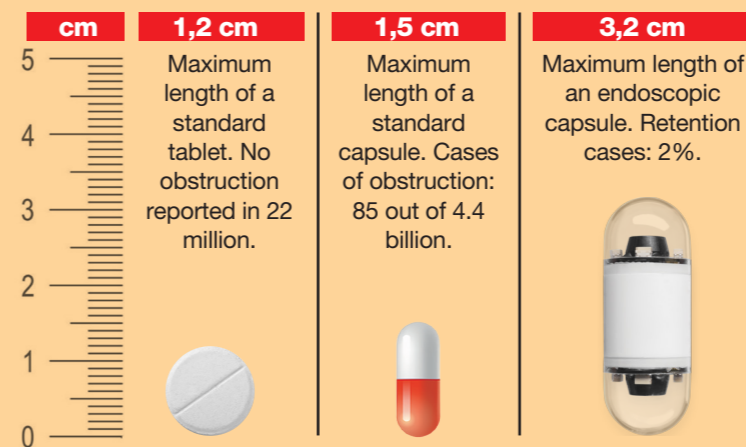 cm
5
4
3
2
1
0
1,2 cm
Maximum
length of a
standard
tablet. No
obstruction
reported in 22
million.
1,5 cm
Maximum
length of a
standard
capsule. Cases
of obstruction:
85 out of 4.4
billion.
3,2 cm
Maximum length of
an endoscopic
capsule. Retention
cases: 2%.